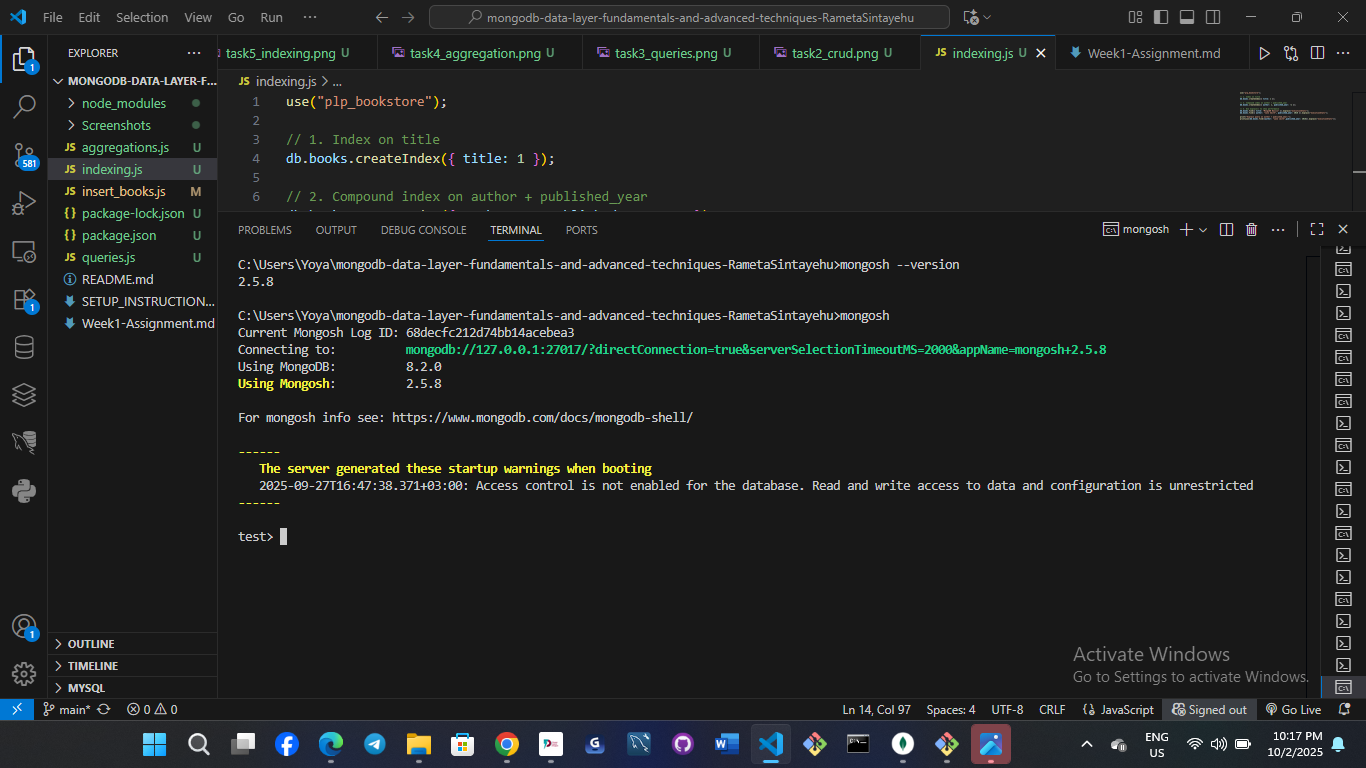 File Edit Selection View Go Run ···
mongodb-data-layer-fundamentals-and-advanced-techniques-RametaSintayehu
EXPLORER ···
task5_indexing.png U
task4_aggregation.png U
task3_queries.png U
task2_crud.png U
JS indexing.js U
Week1-Assignment.md
···
MONGODB-DATA-LAYER-F...
node_modules
Screenshots
JS aggregations.js U
JS indexing.js U
JS insert_books.js M
{} package-lock.json U
{} package.json U
JS queries.js U
README.md
SETUP_INSTRUCTION...
Week1-Assignment.md
OUTLINE
TIMELINE
MYSQL
1
581
1
1
JS indexing.js > ...
1 use("plp_bookstore");
2
3 // 1. Index on title
4 db.books.createIndex({ title: 1 });
5
6 // 2. Compound index on author + published_year
PROBLEMS OUTPUT DEBUG CONSOLE TERMINAL PORTS
mongosh
C:\Users\Yoya\mongodb-data-layer-fundamentals-and-advanced-techniques-RametaSintayehu>mongosh --version
2.5.8
C:\Users\Yoya\mongodb-data-layer-fundamentals-and-advanced-techniques-RametaSintayehu>mongosh
Current Mongosh Log ID: 68decfc212d74bb14acebea3
Connecting to: mongodb://127.0.0.1:27017/?directConnection=true&serverSelectionTimeoutMS=2000&appName=mongosh+2.5.8
Using MongoDB: 8.2.0
Using Mongosh: 2.5.8
For mongosh info see: https://www.mongodb.com/docs/mongodb-shell/
------
The server generated these startup warnings when booting
2025-09-27T16:47:38.371+03:00: Access control is not enabled for the database. Read and write access to data and configuration is unrestricted
------
test>
Activate Windows
Go to Settings to activate Windows.
main* 0 0
Ln 14, Col 97 Spaces: 4 UTF-8 CRLF {} JavaScript Signed out Go Live
ENG
US
10:17 PM
10/2/2025